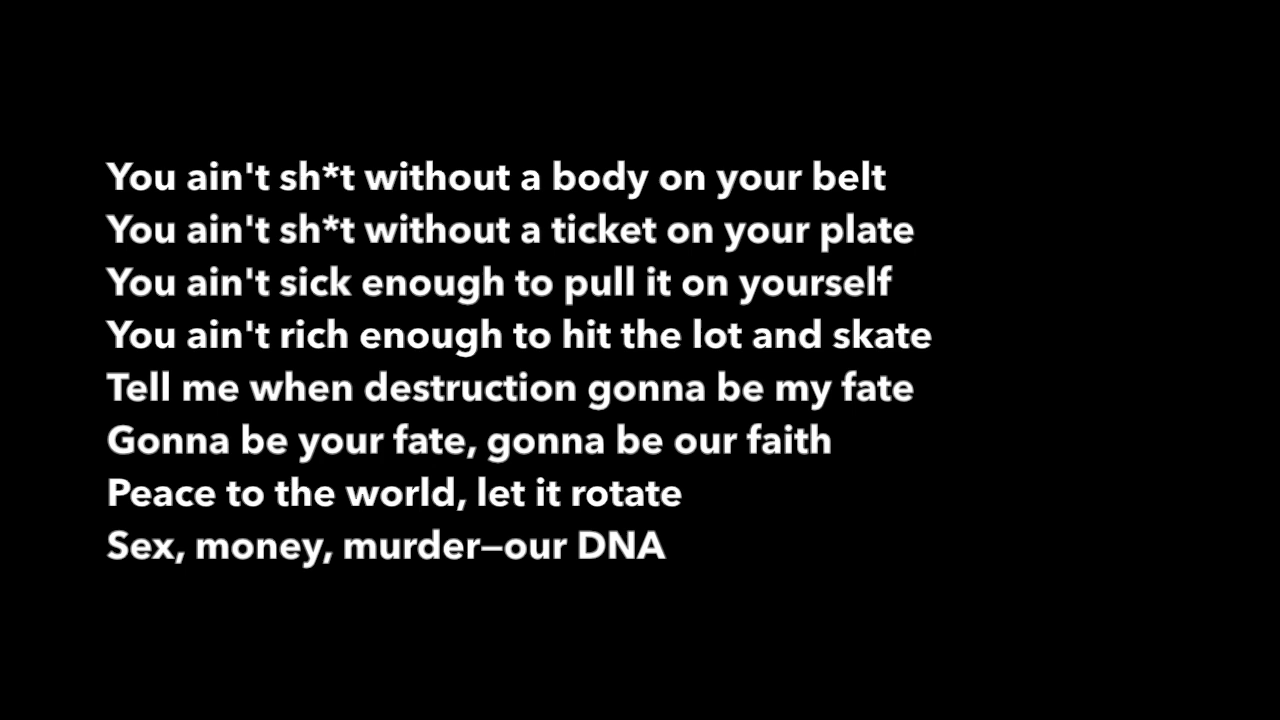 You ain't sh*t without a body on your belt
You ain't sh*t without a ticket on your plate
You ain't sick enough to pull it on yourself
You ain't rich enough to hit the lot and skate
Tell me when destruction gonna be my fate
Gonna be your fate, gonna be our faith
Peace to the world, let it rotate
Sex, money, murder—our DNA